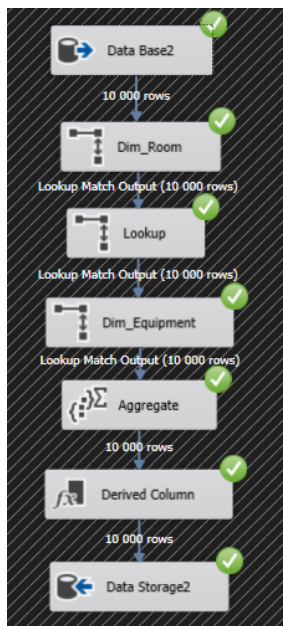 Data Base2
10 000 rows
Dim_Room
Lookup Match Output (10 000 rows)
Lookup
Lookup Match Output (10 000 rows)
Dim_Equipment
Lookup Match Output (10 000 rows)
Aggregate
10 000 rows
Derived Column
10 000 rows
Data Storage2